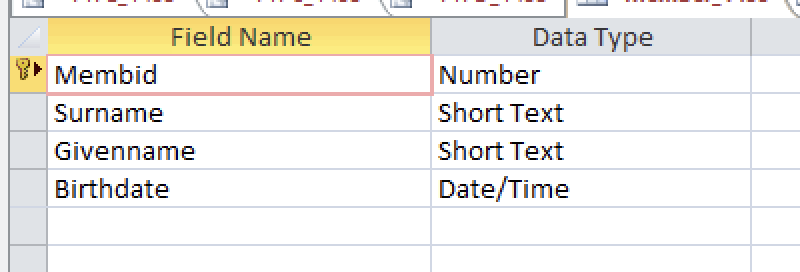 Field Name Data Type
Membid Number
Surname Short Text
Givenname Short Text
Birthdate Date/Time